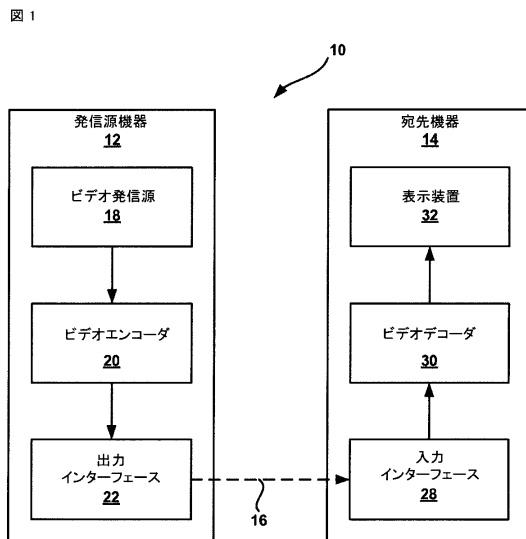 図 1
10
発信源機器
12
ビデオ発信源
18
ビデオエンコーダ
20
出力
インターフェース
22
16
宛先機器
14
表示装置
32
ビデオデコーダ
30
入力
インターフェース
28